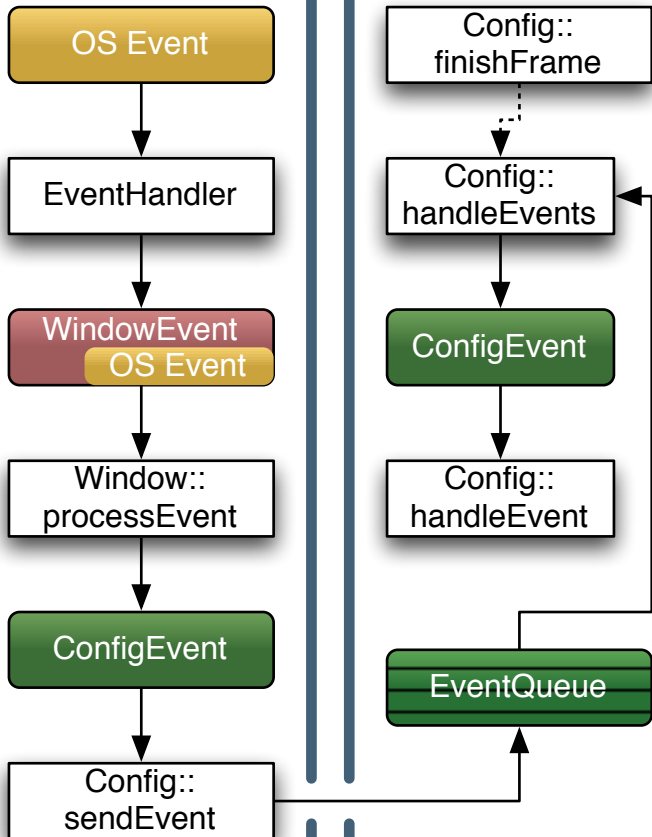 OS Event
EventHandler
WindowEvent
OS Event
Window::
processEvent
ConfigEvent
Config::
sendEvent
Config::
finishFrame
Config::
handleEvents
ConfigEvent
Config::
handleEvent
EventQueue